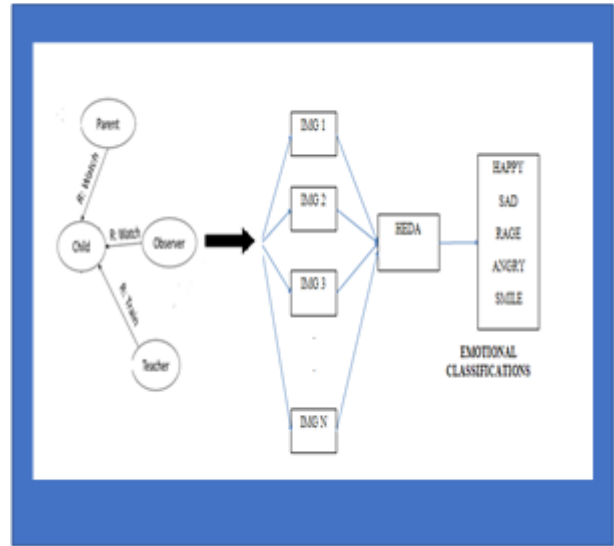 Parent
R: Watch
Child
R: Watch
Observer
R: Train
Teacher
IMG 1
IMG 2
IMG 3
.
.
IMG N
HEDA
HAPPY
SAD
RAGE
ANGRY
SMILE
EMOTIONAL
CLASSIFICATIONS